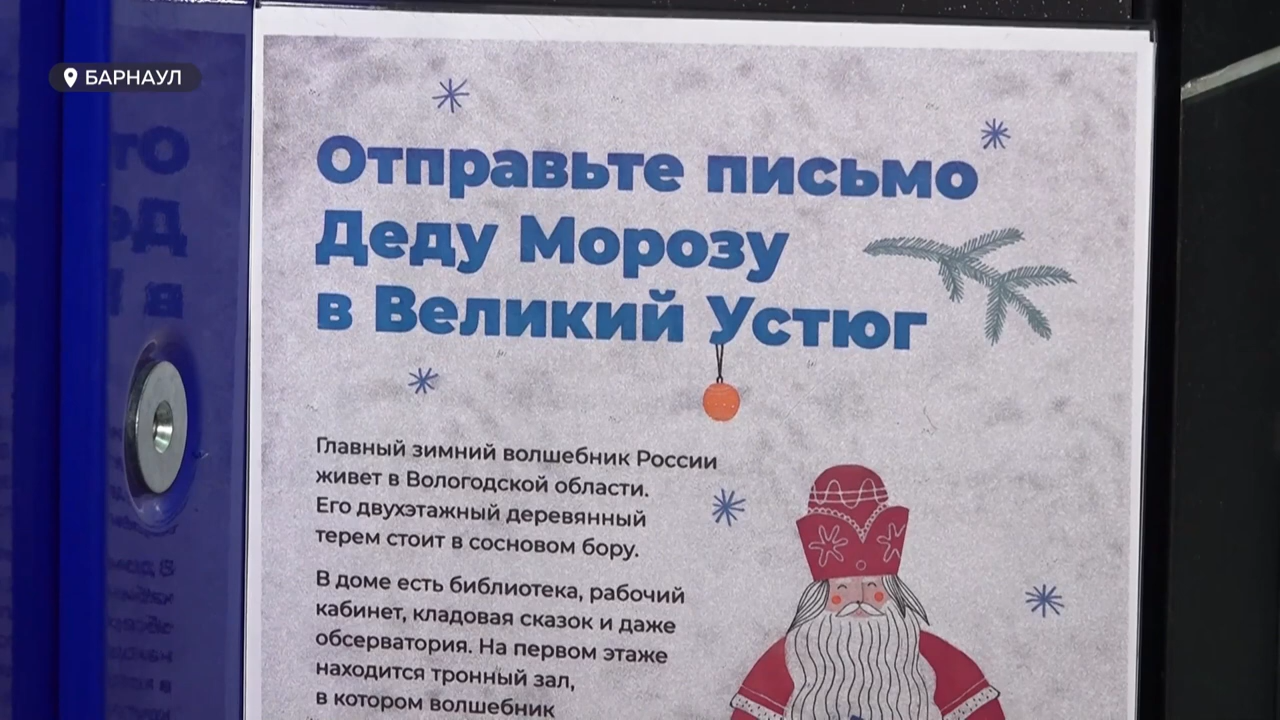 БАРНАУЛ
Отправьте письмо
Деду Морозу
в Великий Устюг
Главный зимний волшебник России
живет в Вологодской области.
Его двухэтажный деревянный
терем стоит в сосновом бору.
В доме есть библиотека, рабочий
кабинет, кладовая сказок и даже
обсерватория. На первом этаже
находится тронный зал,
в котором волшебник